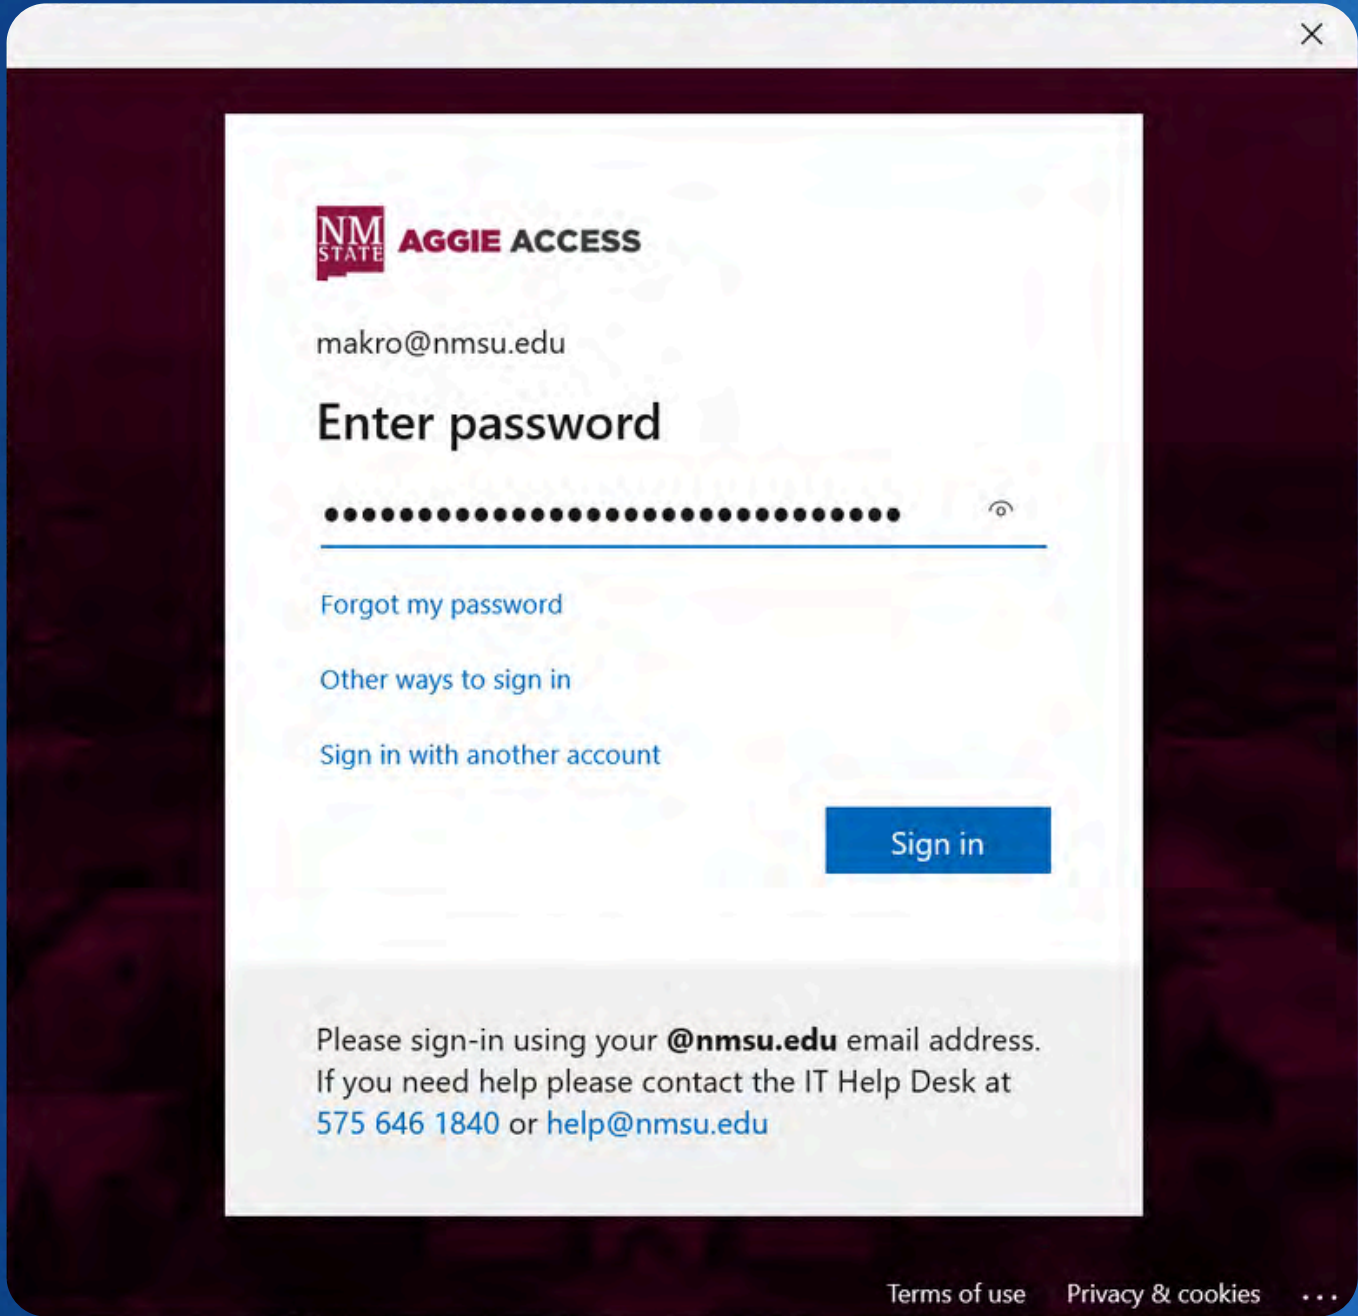 NM
STATE
AGGIE ACCESS
makro@nmsu.edu
Enter password
●●●●●●●●●●●●●●●●●●●●●●●●●●●●●●●
Forgot my password
Other ways to sign in
Sign in with another account
Sign in
Please sign-in using your @nmsu.edu email address.
If you need help please contact the IT Help Desk at
575 646 1840 or help@nmsu.edu
Terms of use Privacy & cookies ...